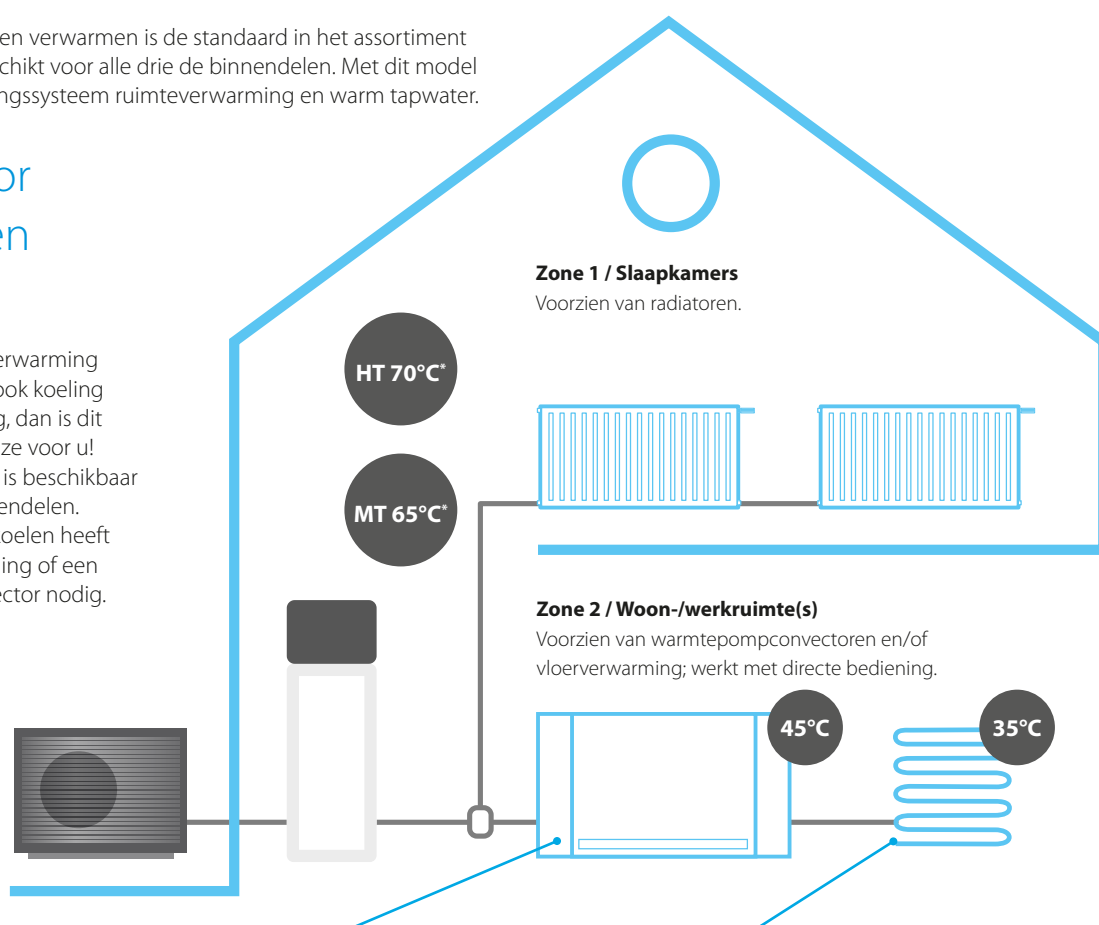 en verwarmen is de standaard in het assortiment
chikt voor alle drie de binnendelen. Met dit model
ngssysteem ruimteverwarming en warm tapwater.
or
en
erwarming
ook koeling
g, dan is dit
ze voor u!
is beschikbaar
endelen.
oelen heeft
ing of een
ector nodig.
HT 70°C*
MT 65°C*
Zone 1 / Slaapkamers
Voorzien van radiatoren.
Zone 2 / Woon-/werkruimte(s)
Voorzien van warmtepompconvectoren en/of
vloerverwarming; werkt met directe bediening.
45°C
35°C